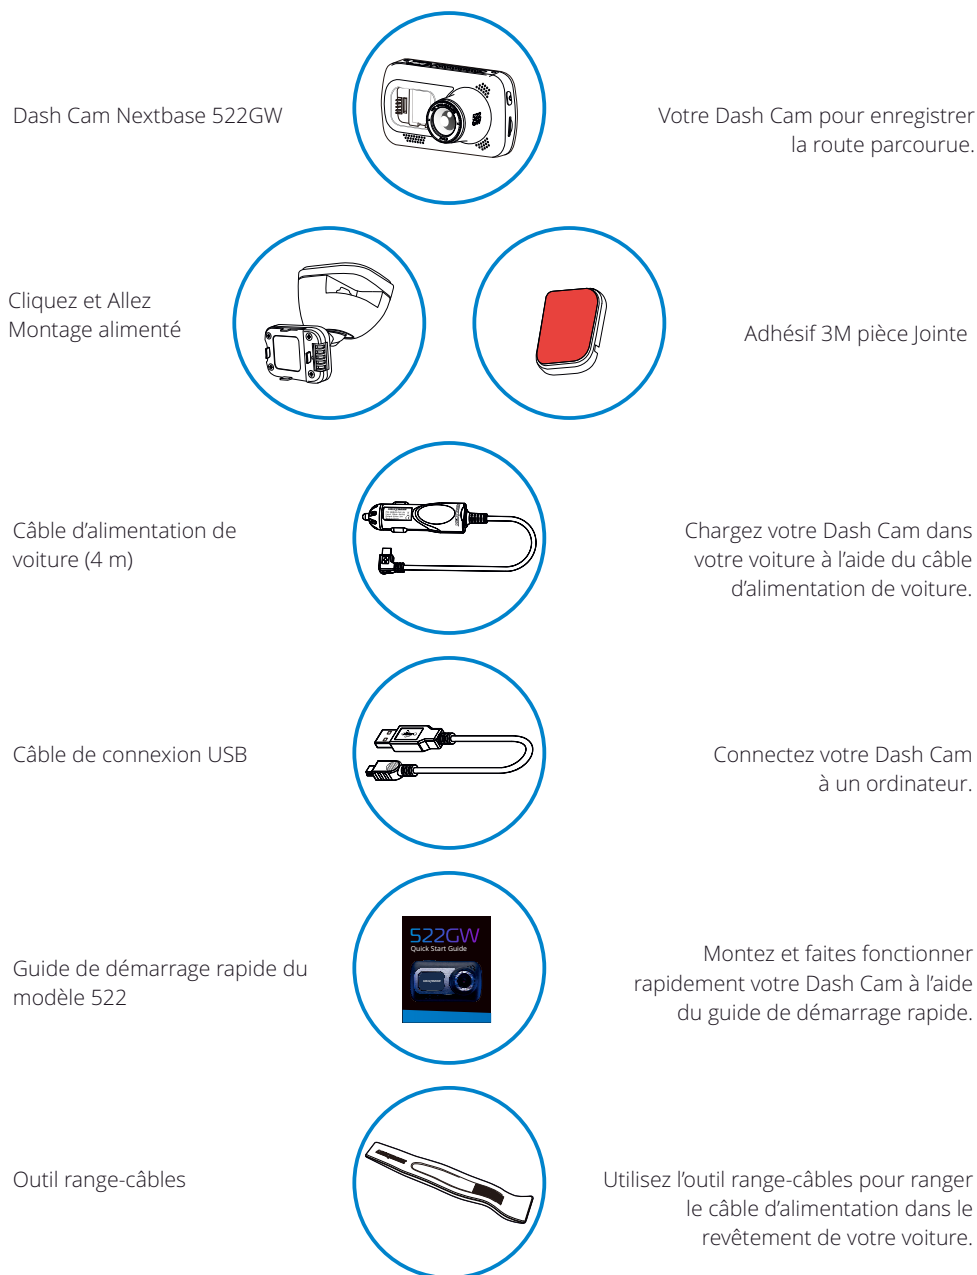 Dash Cam Nextbase 522GW
Votre Dash Cam pour enregistrer
la route parcourue.
Cliquez et Allez
Montage alimenté
Adhésif 3M pièce Jointe
Câble d’alimentation de
voiture (4 m)
Chargez votre Dash Cam dans
votre voiture à l’aide du câble
d’alimentation de voiture.
Câble de connexion USB
Connectez votre Dash Cam
à un ordinateur.
522GW
Quick Start Guide
Guide de démarrage rapide du
modèle 522
Montez et faites fonctionner
rapidement votre Dash Cam à l’aide
du guide de démarrage rapide.
Outil range-câbles
Utilisez l’outil range-câbles pour ranger
le câble d’alimentation dans le
revêtement de votre voiture.